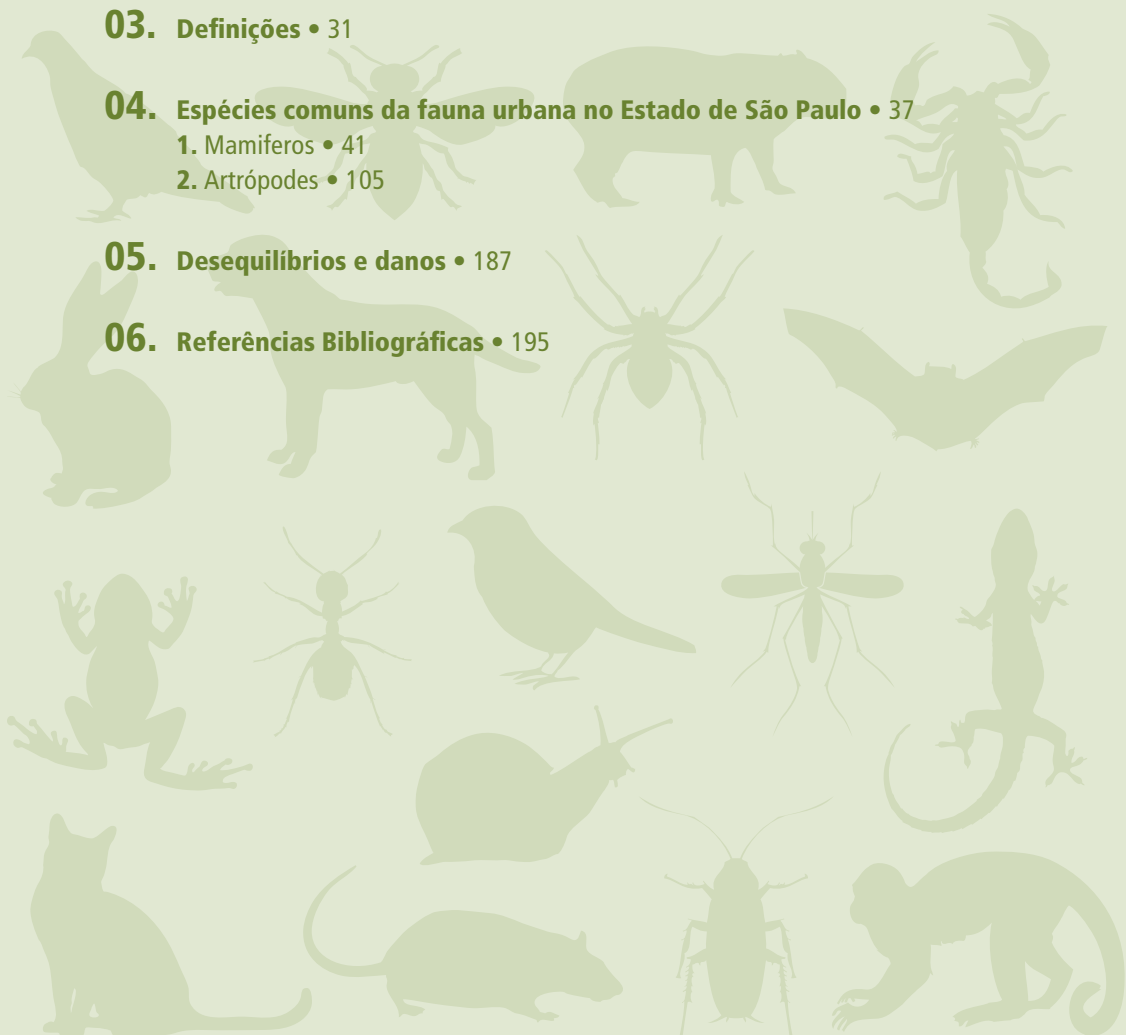 03. Definições • 31
04. Espécies comuns da fauna urbana no Estado de São Paulo • 37
1. Mamiferos • 41
2. Artrópodes • 105
05. Desequilíbrios e danos • 187
06. Referências Bibliográficas • 195